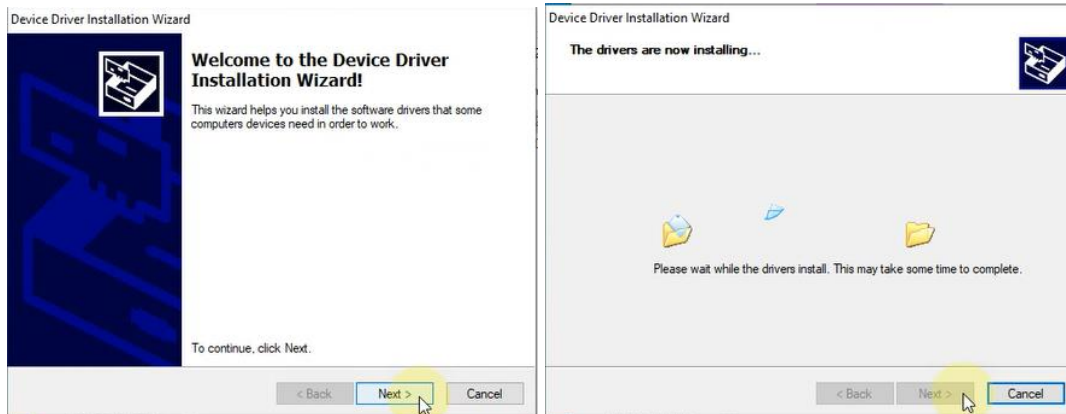 Device Driver Installation Wizard
Welcome to the Device Driver
Installation Wizard!
This wizard helps you install the software drivers that some
computers devices need in order to work.
To continue, click Next.
< Back
Next >
Cancel
Device Driver Installation Wizard
The drivers are now installing...
Please wait while the drivers install. This may take some time to complete.
< Back
Next >
Cancel